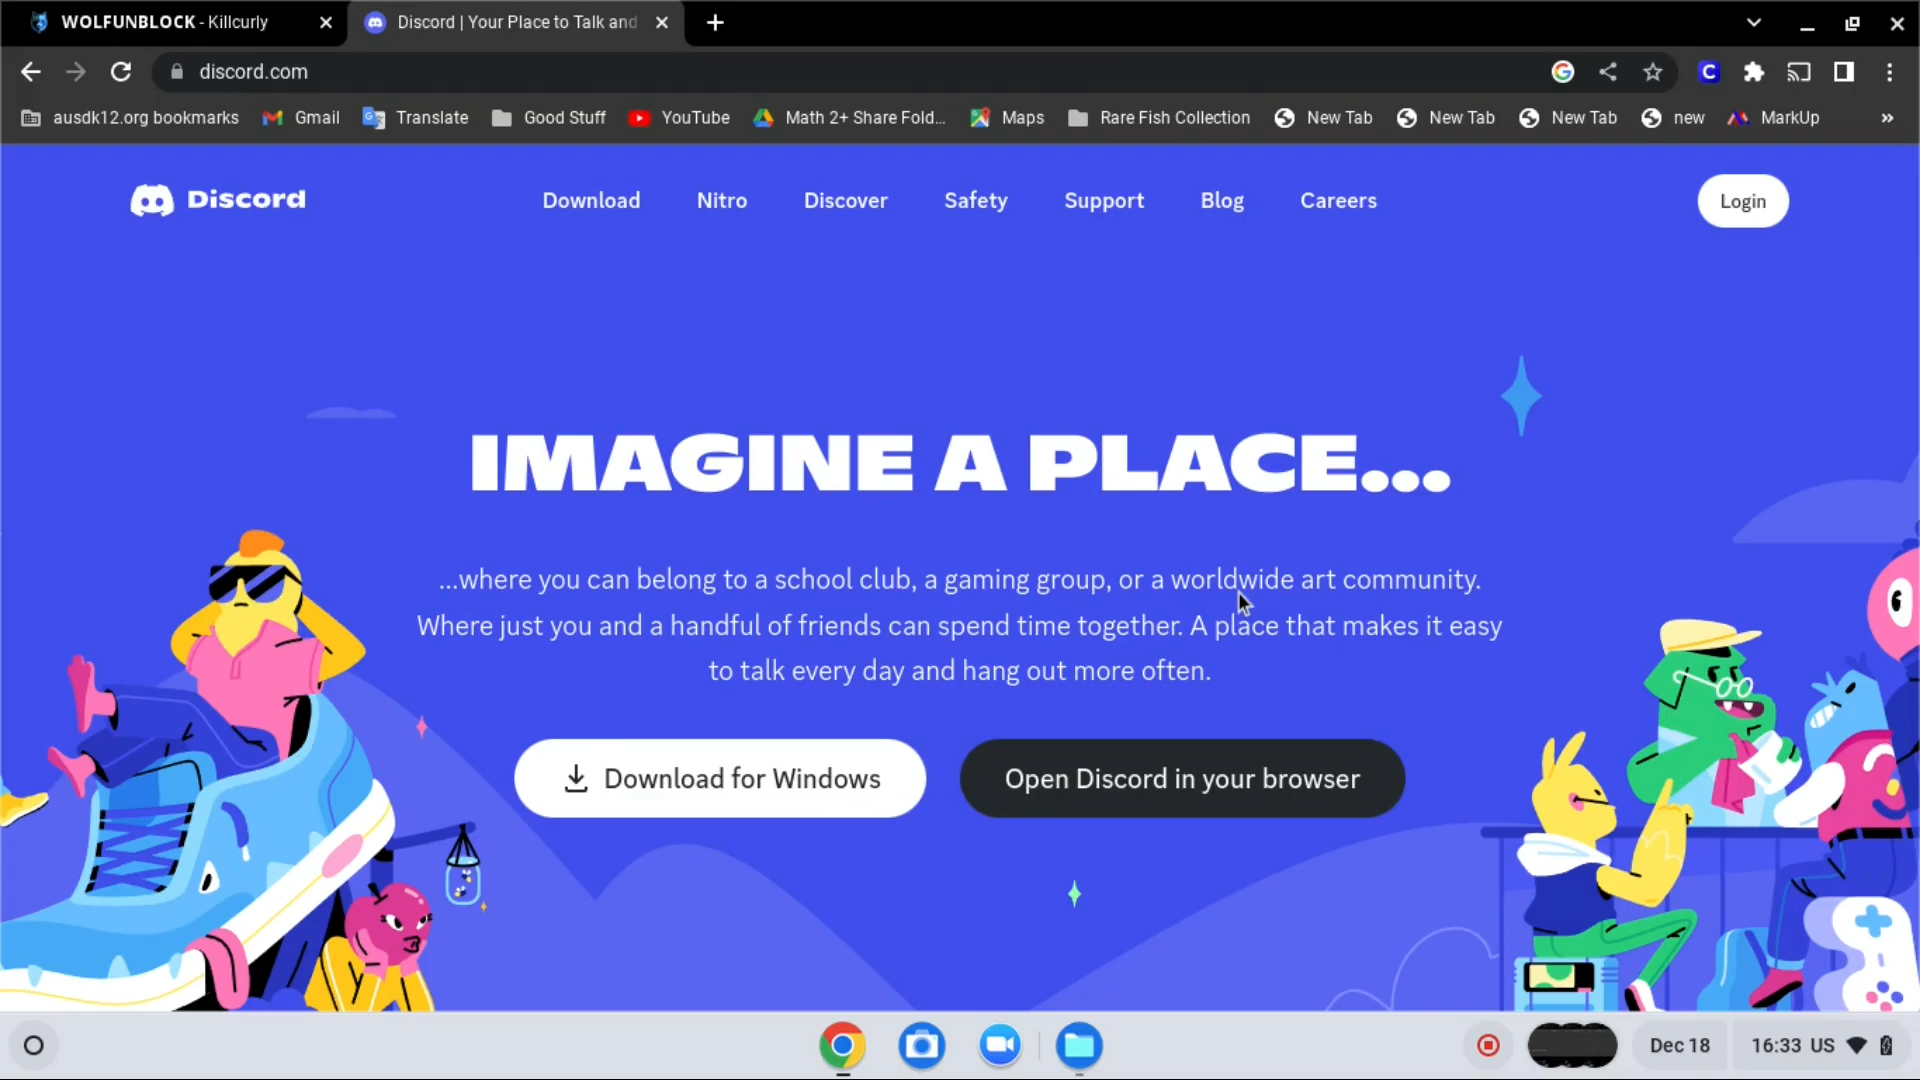 WOLFUNBLOCK - Killcurly
Discord | Your Place to Talk and
discord.com
ausdk12.org bookmarks
Gmail
Translate
Good Stuff
YouTube
Math 2+ Share Fold...
Maps
Rare Fish Collection
New Tab
New Tab
New Tab
new
MarkUp
Discord
Download
Nitro
Discover
Safety
Support
Blog
Careers
Login
IMAGINE A PLACE...
...where you can belong to a school club, a gaming group, or a worldwide art community.
Where just you and a handful of friends can spend time together. A place that makes it easy
to talk every day and hang out more often.
Download for Windows
Open Discord in your browser
Dec 18
16:33 US